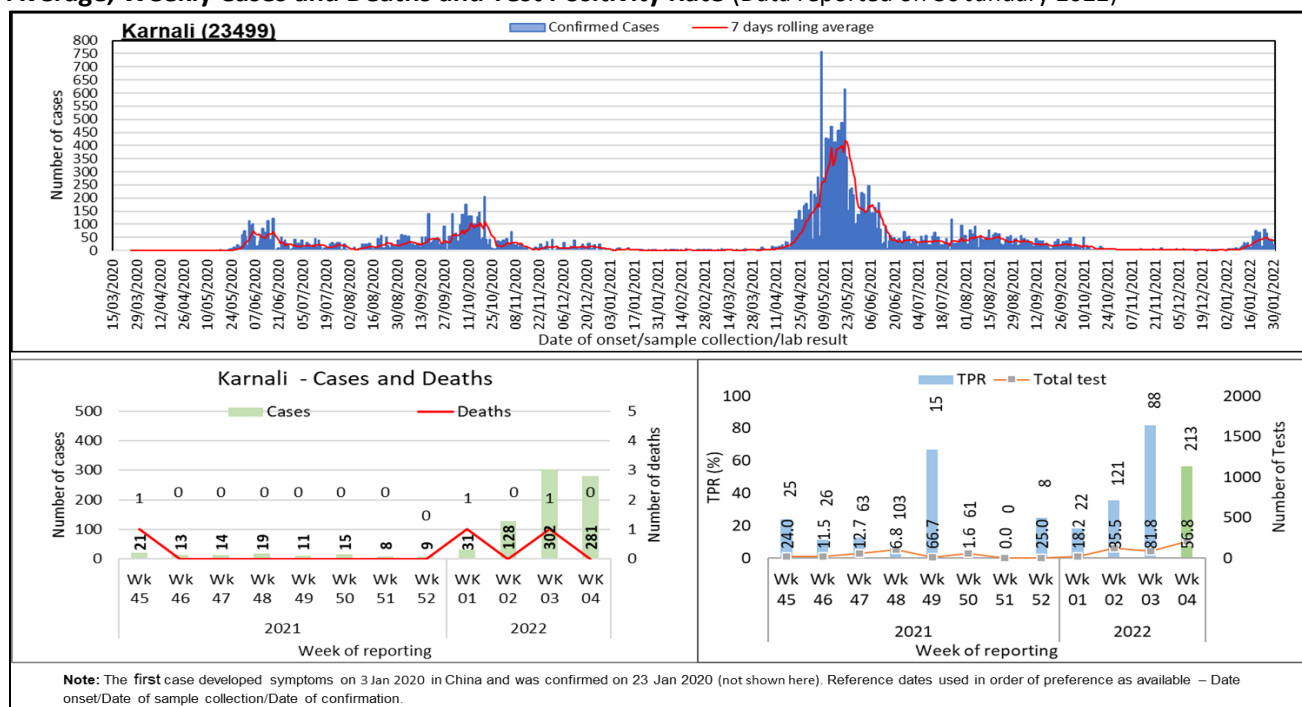 Average, Weekly Cases and Deaths and Test Positivity Rate (Data reported on 30 January 2022)
Karnali (23499)
Confirmed Cases
7 days rolling average
Number of cases
800
750
700
650
600
550
500
450
400
350
300
250
200
150
100
50
0
15/03/2020
29/03/2020
12/04/2020
26/04/2020
10/05/2020
24/05/2020
07/06/2020
21/06/2020
05/07/2020
19/07/2020
02/08/2020
16/08/2020
30/08/2020
13/09/2020
27/09/2020
11/10/2020
25/10/2020
08/11/2020
22/11/2020
06/12/2020
20/12/2020
03/01/2021
17/01/2021
31/01/2021
14/02/2021
28/02/2021
14/03/2021
28/03/2021
11/04/2021
25/04/2021
09/05/2021
23/05/2021
06/06/2021
20/06/2021
04/07/2021
18/07/2021
01/08/2021
15/08/2021
29/08/2021
12/09/2021
26/09/2021
10/10/2021
24/10/2021
07/11/2021
21/11/2021
05/12/2021
19/12/2021
02/01/2022
16/01/2022
30/01/2022
Date of onset/sample collection/lab result
Karnali - Cases and Deaths
Cases
Deaths
Number of cases
500
400
300
200
100
0
1 0 0 0 0 0 0 0 1 0 1 0
21 13 14 19 11 15 8 9 31 128 302 281
5
4
3
2
1
0
Number of deaths
Wk 45
Wk 46
Wk 47
Wk 48
Wk 49
Wk 50
Wk 51
Wk 52
Wk 01
Wk 02
Wk 03
WK 04
2021
2022
Week of reporting
TPR
Total test
TPR (%)
100
80
60
40
20
0
25 26 63 103 15 61 0 8 22 121 88 213
24.0 11.5 12.7 6.8 66.7 1.6 0.0 25.0 18.2 35.5 81.8 56.8
2000
1500
1000
500
0
Number of Tests
Wk 45
Wk 46
Wk 47
Wk 48
Wk 49
Wk 50
Wk 51
Wk 52
Wk 01
Wk 02
Wk 03
Wk 04
2021
2022
Week of reporting
Note: The first case developed symptoms on 3 Jan 2020 in China and was confirmed on 23 Jan 2020 (not shown here). Reference dates used in order of preference as available – Date
onset/Date of sample collection/Date of confirmation.